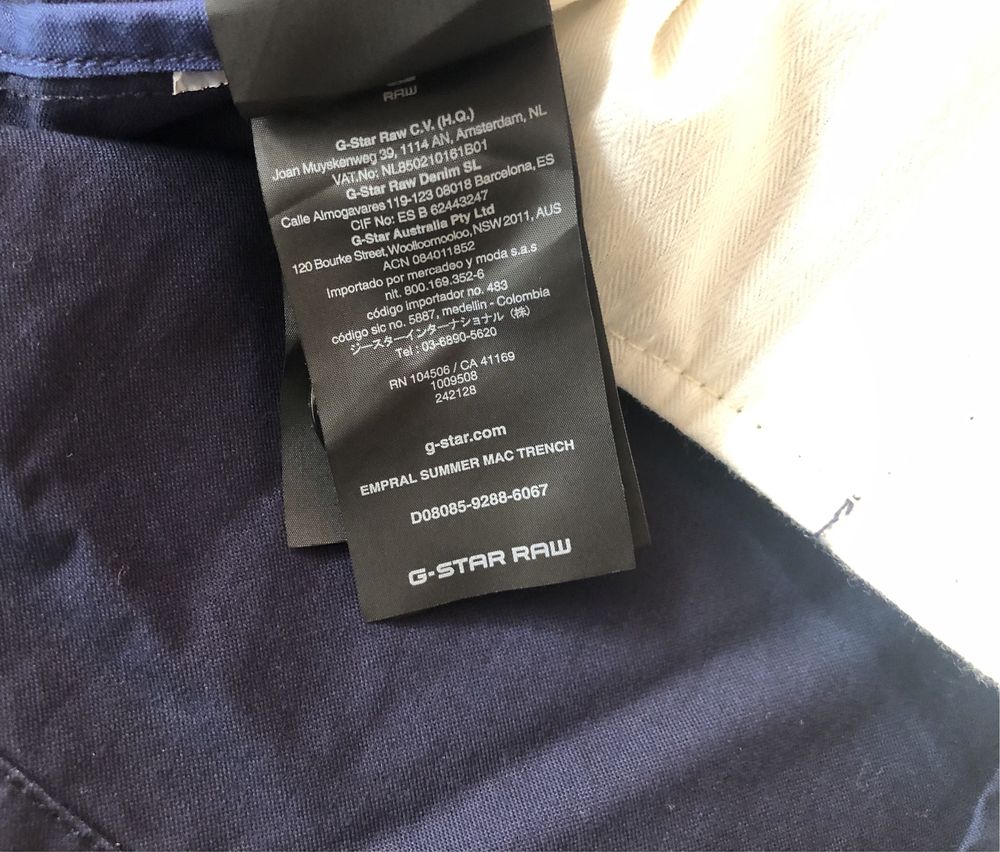 RAW
G-Star Raw C.V. (H.Q.)
Joan Muyskenweg 39, 1114 AN, Amsterdam, NL
VAT.No: NL850210161B01
G-Star Raw Denim SL
Calle Almogavares 119-123 08018 Barcelona, ES
CIF No: ES B 62443247
G-Star Australia Pty Ltd
120 Bourke Street, Woolloomooloo, NSW 2011, AUS
ACN 084011852
Importado por mercadeo y moda s.a.s
nit. 800.169.352-6
código importador no. 483
código sic no. 5887, medellin - Colombia
ジースターインターナショナル（株）
Tel : 03-6890-5620
RN 104506 / CA 41169
1009508
242128
g-star.com
EMPRAL SUMMER MAC TRENCH
D08085-9288-6067
G-STAR RAW